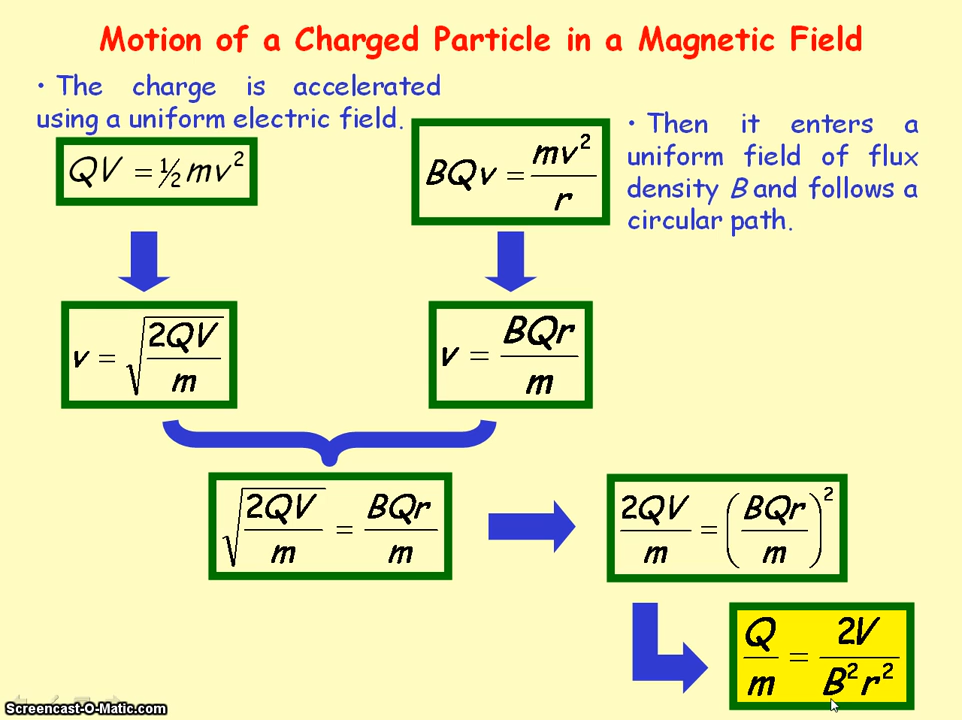 Motion of a Charged Particle in a Magnetic Field
• The charge is accelerated
using a uniform electric field.
QV = ½ mv²
BQv = mv²/r
• Then it enters a
uniform field of flux
density B and follows a
circular path.
v = √(2QV/m)
v = BQr/m
√(2QV/m) = BQr/m
2QV/m = (BQr/m)²
Q/m = 2V/B²r²
Screencast-O-Matic.com